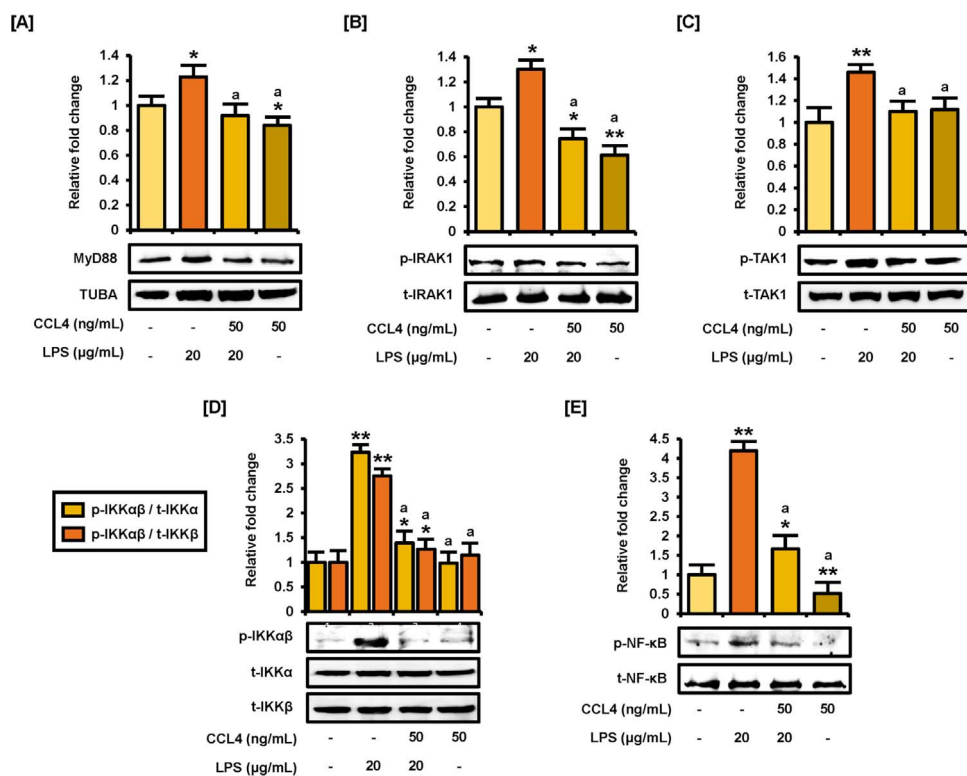 [A]
Relative fold change
1.4
1.2
1
0.8
0.6
0.4
0.2
0
*
a
a
*
MyD88
TUBA
CCL4 (ng/mL) - - 50 50
LPS (µg/mL) - 20 20 -
[B]
Relative fold change
1.4
1.2
1
0.8
0.6
0.4
0.2
0
*
a
*
a
**
p-IRAK1
t-IRAK1
CCL4 (ng/mL) - - 50 50
LPS (µg/mL) - 20 20 -
[C]
Relative fold change
1.6
1.4
1.2
1
0.8
0.6
0.4
0.2
0
**
a
a
p-TAK1
t-TAK1
CCL4 (ng/mL) - - 50 50
LPS (µg/mL) - 20 20 -
[D]
p-IKKαβ / t-IKKα
p-IKKαβ / t-IKKβ
Relative fold change
3.5
3
2.5
2
1.5
1
0.5
0
**
**
a
*
a
*
a
a
p-IKKαβ
t-IKKα
t-IKKβ
CCL4 (ng/mL) - - 50 50
LPS (µg/mL) - 20 20 -
[E]
Relative fold change
4.5
4
3.5
2
1.5
1
0.5
0
**
a
*
a
**
p-NF-κB
t-NF-κB
CCL4 (ng/mL) - - 50 50
LPS (µg/mL) - 20 20 -